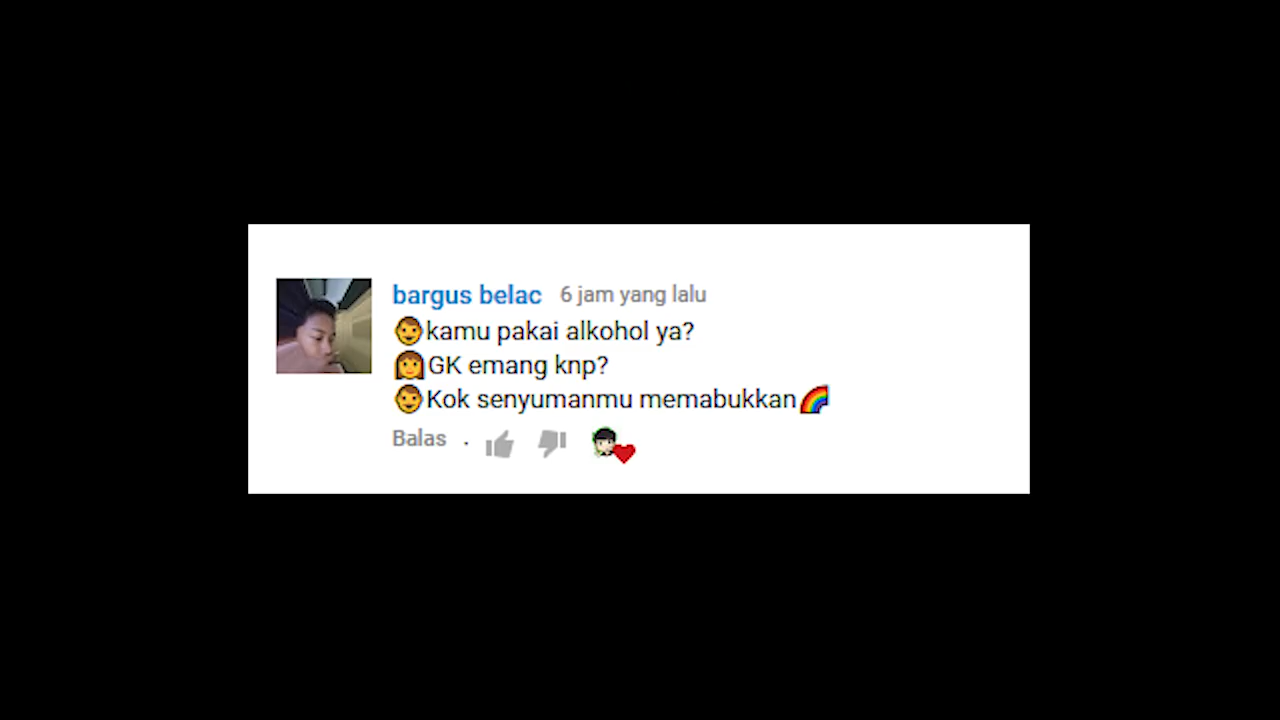 bargus belac 6 jam yang lalu
👨kamu pakai alkohol ya?
👩GK emang knp?
👨Kok senyumanmu memabukkan🌈
Balas ·